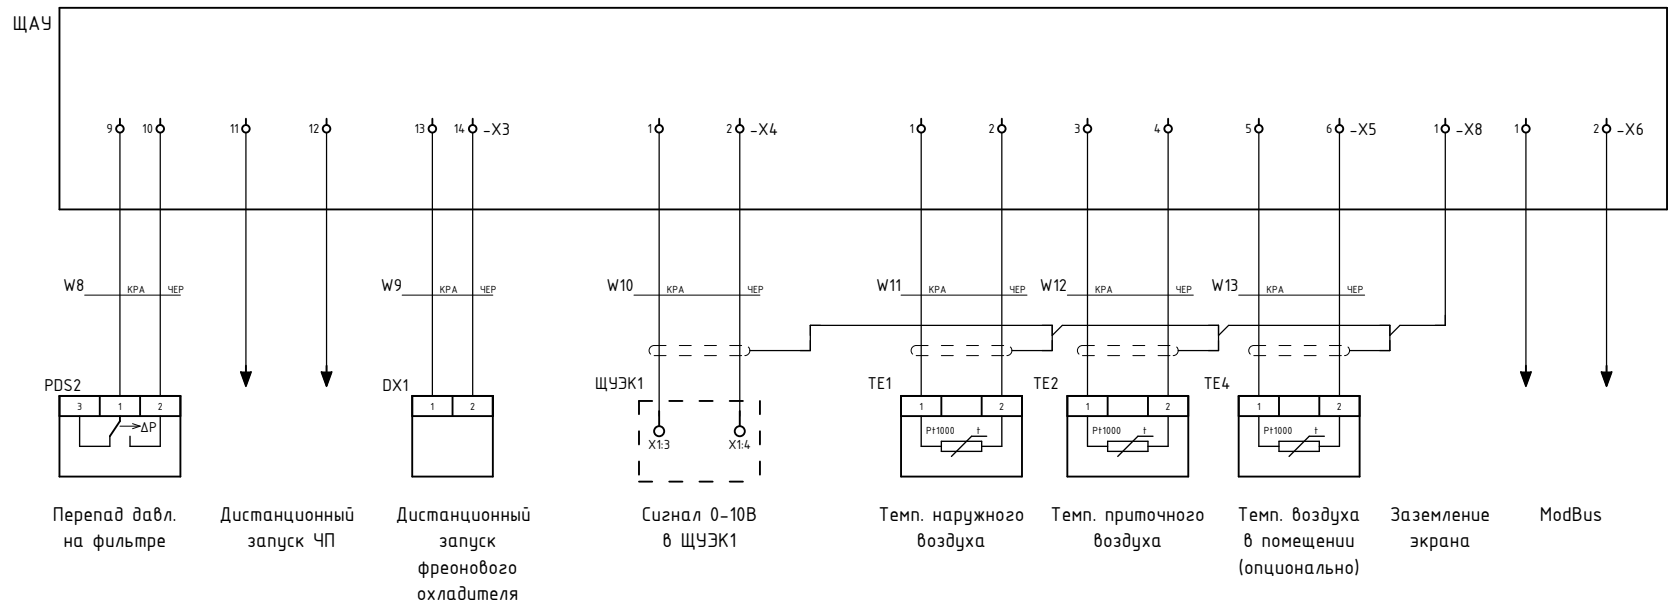 ЩАУ
9 10 11 12 13 14 -X3 1 2 -X4 1 2 3 4 5 6 -X5 1 -X8 1 2 -X6
W8 КРА ЧЕР W9 КРА ЧЕР W10 КРА ЧЕР W11 КРА ЧЕР W12 КРА ЧЕР W13 КРА ЧЕР
PDS2 DX1 ЩУЭК1 TE1 TE2 TE4
3 1 2 1 2 1 2 1 2 1 2
ΔP X1:3 X1:4 Pt1000 t Pt1000 t Pt1000 t
Перепад давл.
на фильтре
Дистанционный
запуск ЧП
Дистанционный
запуск
фреонового
охладителя
Сигнал 0-10В
в ЩУЭК1
Темп. наружного
воздуха
Темп. приточного
воздуха
Темп. воздуха
в помещении
(опционально)
Заземление
экрана
ModBus